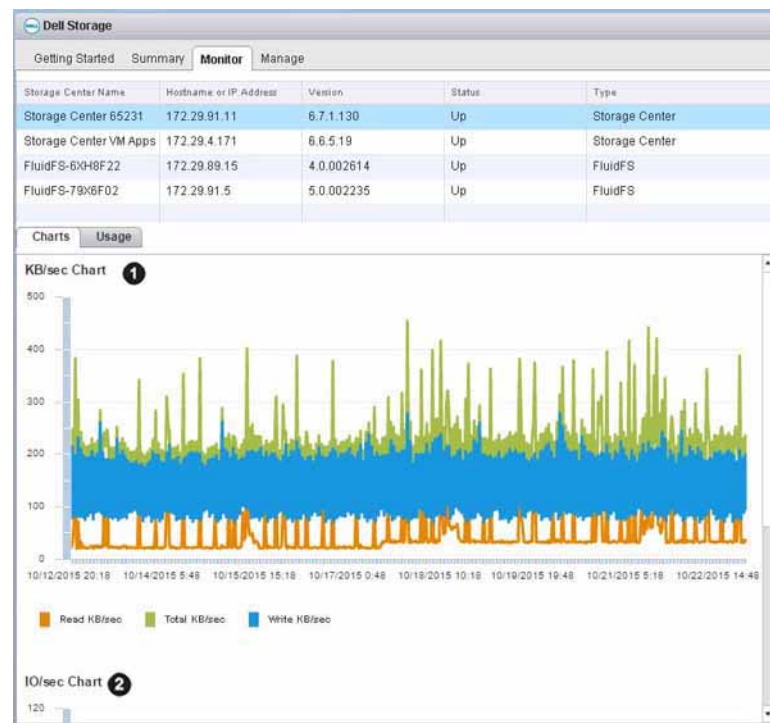 DELL Dell Storage
Getting Started Summary Monitor Manage
Storage Center Name Hostname or IP Address Version Status Type
Storage Center 65231 172.29.91.11 6.7.1.130 Up Storage Center
Storage Center VM Apps 172.29.4.171 6.6.5.19 Up Storage Center
FluidFS-6XH8F22 172.29.89.15 4.0.002614 Up FluidFS
FluidFS-79X6F02 172.29.91.5 5.0.002235 Up FluidFS
Charts Usage
KB/sec Chart 1
500
400
300
200
100
0
10/12/2015 20:18 10/14/2015 5:48 10/15/2015 15:18 10/17/2015 0:48 10/18/2015 10:18 10/19/2015 19:48 10/21/2015 5:18 10/22/2015 14:48
Read KB/sec Total KB/sec Write KB/sec
IO/sec Chart 2
120